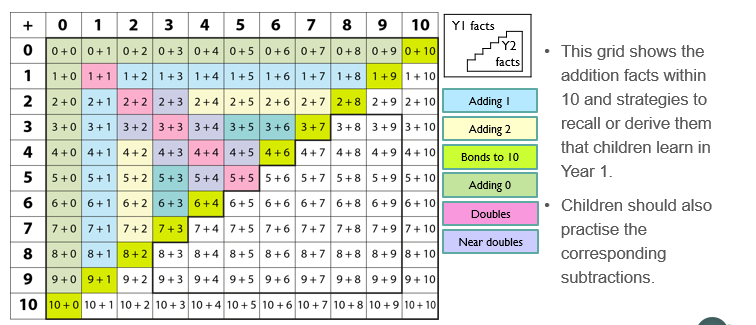 + 0 1 2 3 4 5 6 7 8 9 10
0 0 + 0 0 + 1 0 + 2 0 + 3 0 + 4 0 + 5 0 + 6 0 + 7 0 + 8 0 + 9 0 + 10
1 1 + 0 1 + 1 1 + 2 1 + 3 1 + 4 1 + 5 1 + 6 1 + 7 1 + 8 1 + 9 1 + 10
2 2 + 0 2 + 1 2 + 2 2 + 3 2 + 4 2 + 5 2 + 6 2 + 7 2 + 8 2 + 9 2 + 10
3 3 + 0 3 + 1 3 + 2 3 + 3 3 + 4 3 + 5 3 + 6 3 + 7 3 + 8 3 + 9 3 + 10
4 4 + 0 4 + 1 4 + 2 4 + 3 4 + 4 4 + 5 4 + 6 4 + 7 4 + 8 4 + 9 4 + 10
5 5 + 0 5 + 1 5 + 2 5 + 3 5 + 4 5 + 5 5 + 6 5 + 7 5 + 8 5 + 9 5 + 10
6 6 + 0 6 + 1 6 + 2 6 + 3 6 + 4 6 + 5 6 + 6 6 + 7 6 + 8 6 + 9 6 + 10
7 7 + 0 7 + 1 7 + 2 7 + 3 7 + 4 7 + 5 7 + 6 7 + 7 7 + 8 7 + 9 7 + 10
8 8 + 0 8 + 1 8 + 2 8 + 3 8 + 4 8 + 5 8 + 6 8 + 7 8 + 8 8 + 9 8 + 10
9 9 + 0 9 + 1 9 + 2 9 + 3 9 + 4 9 + 5 9 + 6 9 + 7 9 + 8 9 + 9 9 + 10
10 10 + 0 10 + 1 10 + 2 10 + 3 10 + 4 10 + 5 10 + 6 10 + 7 10 + 8 10 + 9 10 + 10
Y1 facts
Y2
facts
Adding 1
Adding 2
Bonds to 10
Adding 0
Doubles
Near doubles
• This grid shows the
addition facts within
10 and strategies to
recall or derive them
that children learn in
Year 1.
• Children should also
practise the
corresponding
subtractions.